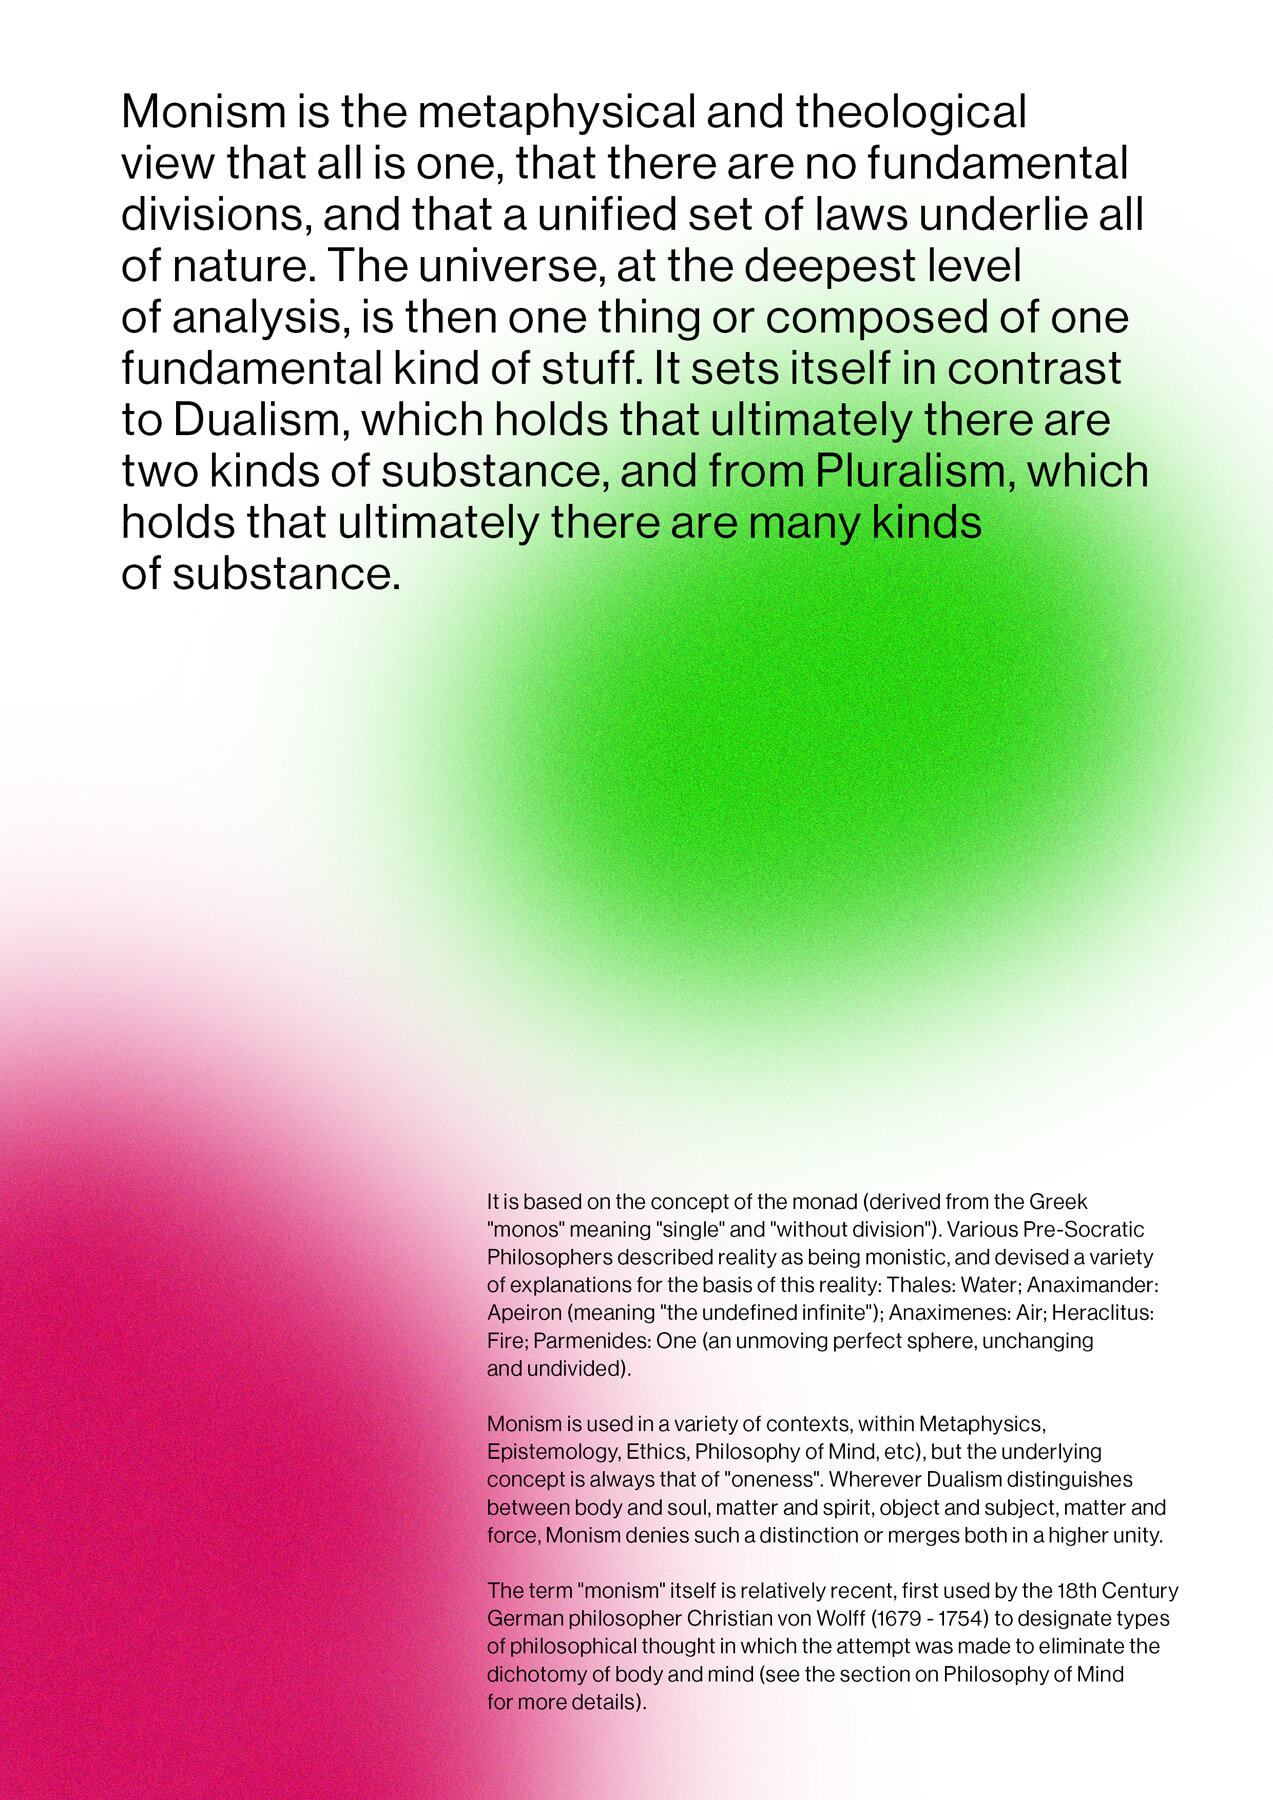 Monism is the metaphysical and theological
view that all is one, that there are no fundamental
divisions, and that a unified set of laws underlie all
of nature. The universe, at the deepest level
of analysis, is then one thing or composed of one
fundamental kind of stuff. It sets itself in contrast
to Dualism, which holds that ultimately there are
two kinds of substance, and from Pluralism, which
holds that ultimately there are many kinds
of substance.
It is based on the concept of the monad (derived from the Greek
"monos" meaning "single" and "without division"). Various Pre-Socratic
Philosophers described reality as being monistic, and devised a variety
of explanations for the basis of this reality: Thales: Water; Anaximander:
Apeiron (meaning "the undefined infinite"); Anaximenes: Air; Heraclitus:
Fire; Parmenides: One (an unmoving perfect sphere, unchanging
and undivided).
Monism is used in a variety of contexts, within Metaphysics,
Epistemology, Ethics, Philosophy of Mind, etc), but the underlying
concept is always that of "oneness". Wherever Dualism distinguishes
between body and soul, matter and spirit, object and subject, matter and
force, Monism denies such a distinction or merges both in a higher unity.
The term "monism" itself is relatively recent, first used by the 18th Century
German philosopher Christian von Wolff (1679 - 1754) to designate types
of philosophical thought in which the attempt was made to eliminate the
dichotomy of body and mind (see the section on Philosophy of Mind
for more details).